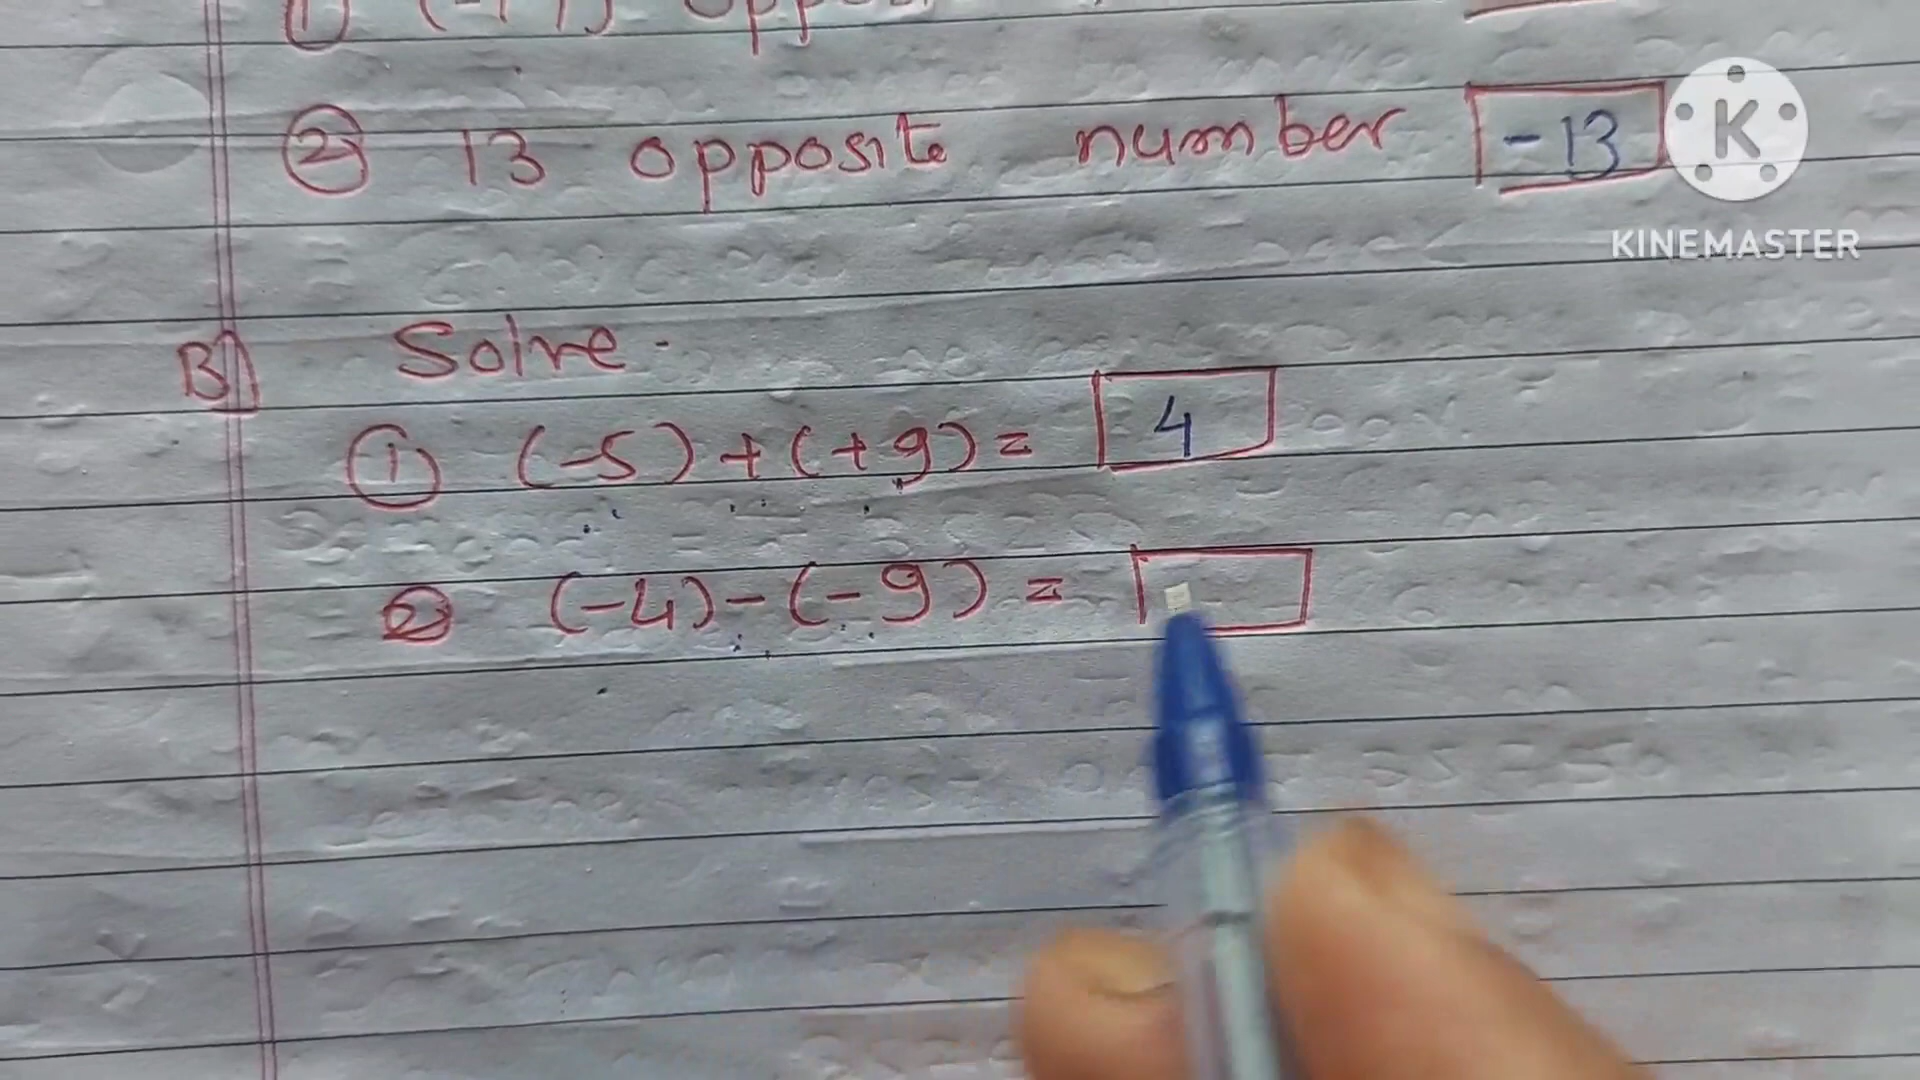 ② 13 opposite number -13
K
KINEMASTER
B) Solve.
① (-5) + (+9) = 4
② (-4) - (-9) =